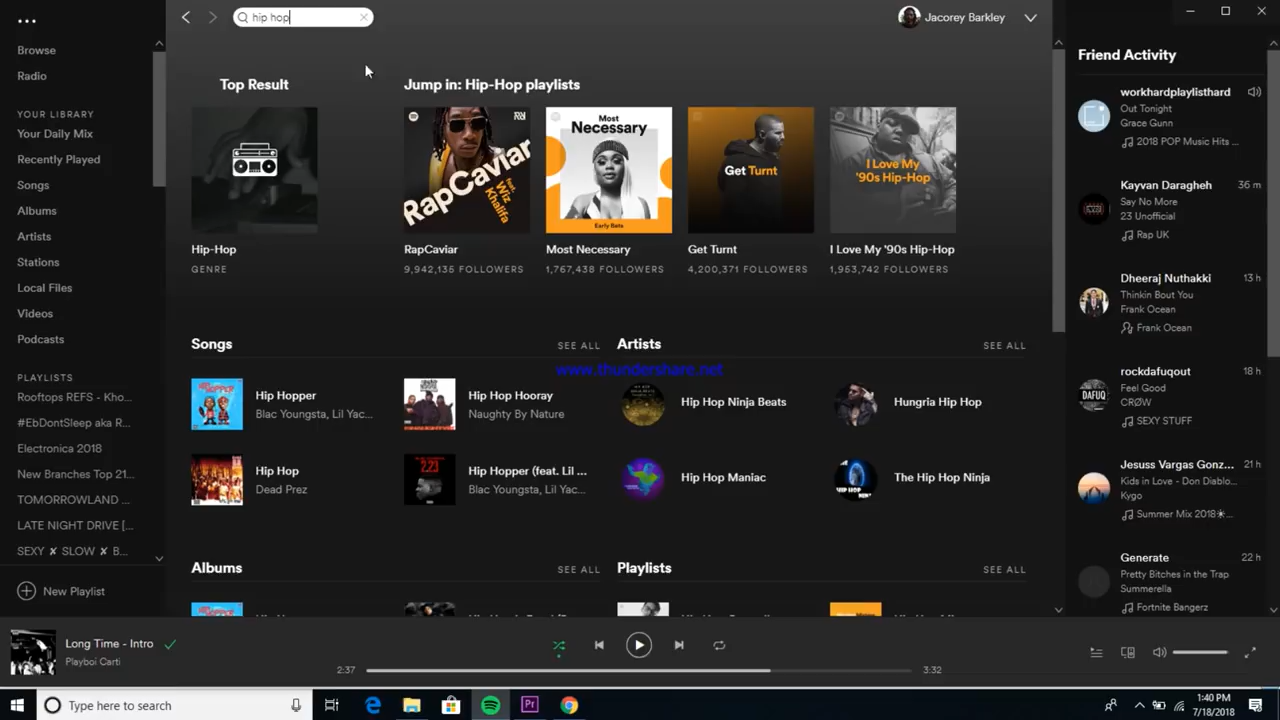 hip hop
Jacorey Barkley
Browse
Radio
YOUR LIBRARY
Your Daily Mix
Recently Played
Songs
Albums
Artists
Stations
Local Files
Videos
Podcasts
PLAYLISTS
Rooftops REFS - Kho...
#EbDontSleep aka R...
Electronica 2018
New Branches Top 21...
TOMORROWLAND ...
LATE NIGHT DRIVE [...
SEXY ✘ SLOW ✘ B...
New Playlist
Top Result
Hip-Hop
GENRE
Jump in: Hip-Hop playlists
RapCaviar
feat. Wiz Khalifa
RapCaviar
9,942,135 FOLLOWERS
Most
Necessary
Early Bets
Most Necessary
1,767,438 FOLLOWERS
Get Turnt
Get Turnt
4,200,371 FOLLOWERS
I Love My
'90s Hip-Hop
I Love My '90s Hip-Hop
1,953,742 FOLLOWERS
Songs
SEE ALL
Hip Hopper
Blac Youngsta, Lil Yac...
Hip Hop Hooray
Naughty By Nature
Hip Hop
Dead Prez
2.23
Hip Hopper (feat. Lil ...
Blac Youngsta, Lil Yac...
Artists
SEE ALL
www.thundershare.net
Hip Hop Ninja Beats
Hungria Hip Hop
Hip Hop Maniac
The Hip Hop Ninja
Albums
SEE ALL
Playlists
SEE ALL
Friend Activity
workhardplaylisthard
Out Tonight
Grace Gunn
2018 POP Music Hits ...
Kayvan Daragheh
36 m
Say No More
23 Unofficial
Rap UK
Dheeraj Nuthakki
13 h
Thinkin Bout You
Frank Ocean
Frank Ocean
rockdafuqout
18 h
DAFUQ
Feel Good
CRØW
SEXY STUFF
Jesuss Vargas Gonz...
21 h
Kids in Love - Don Diablo...
Kygo
Summer Mix 2018☀...
Generate
22 h
Pretty Bitches in the Trap
Summerella
Fortnite Bangerz
Long Time - Intro
Playboi Carti
2:37
3:32
Type here to search
Pr
1:40 PM
7/18/2018